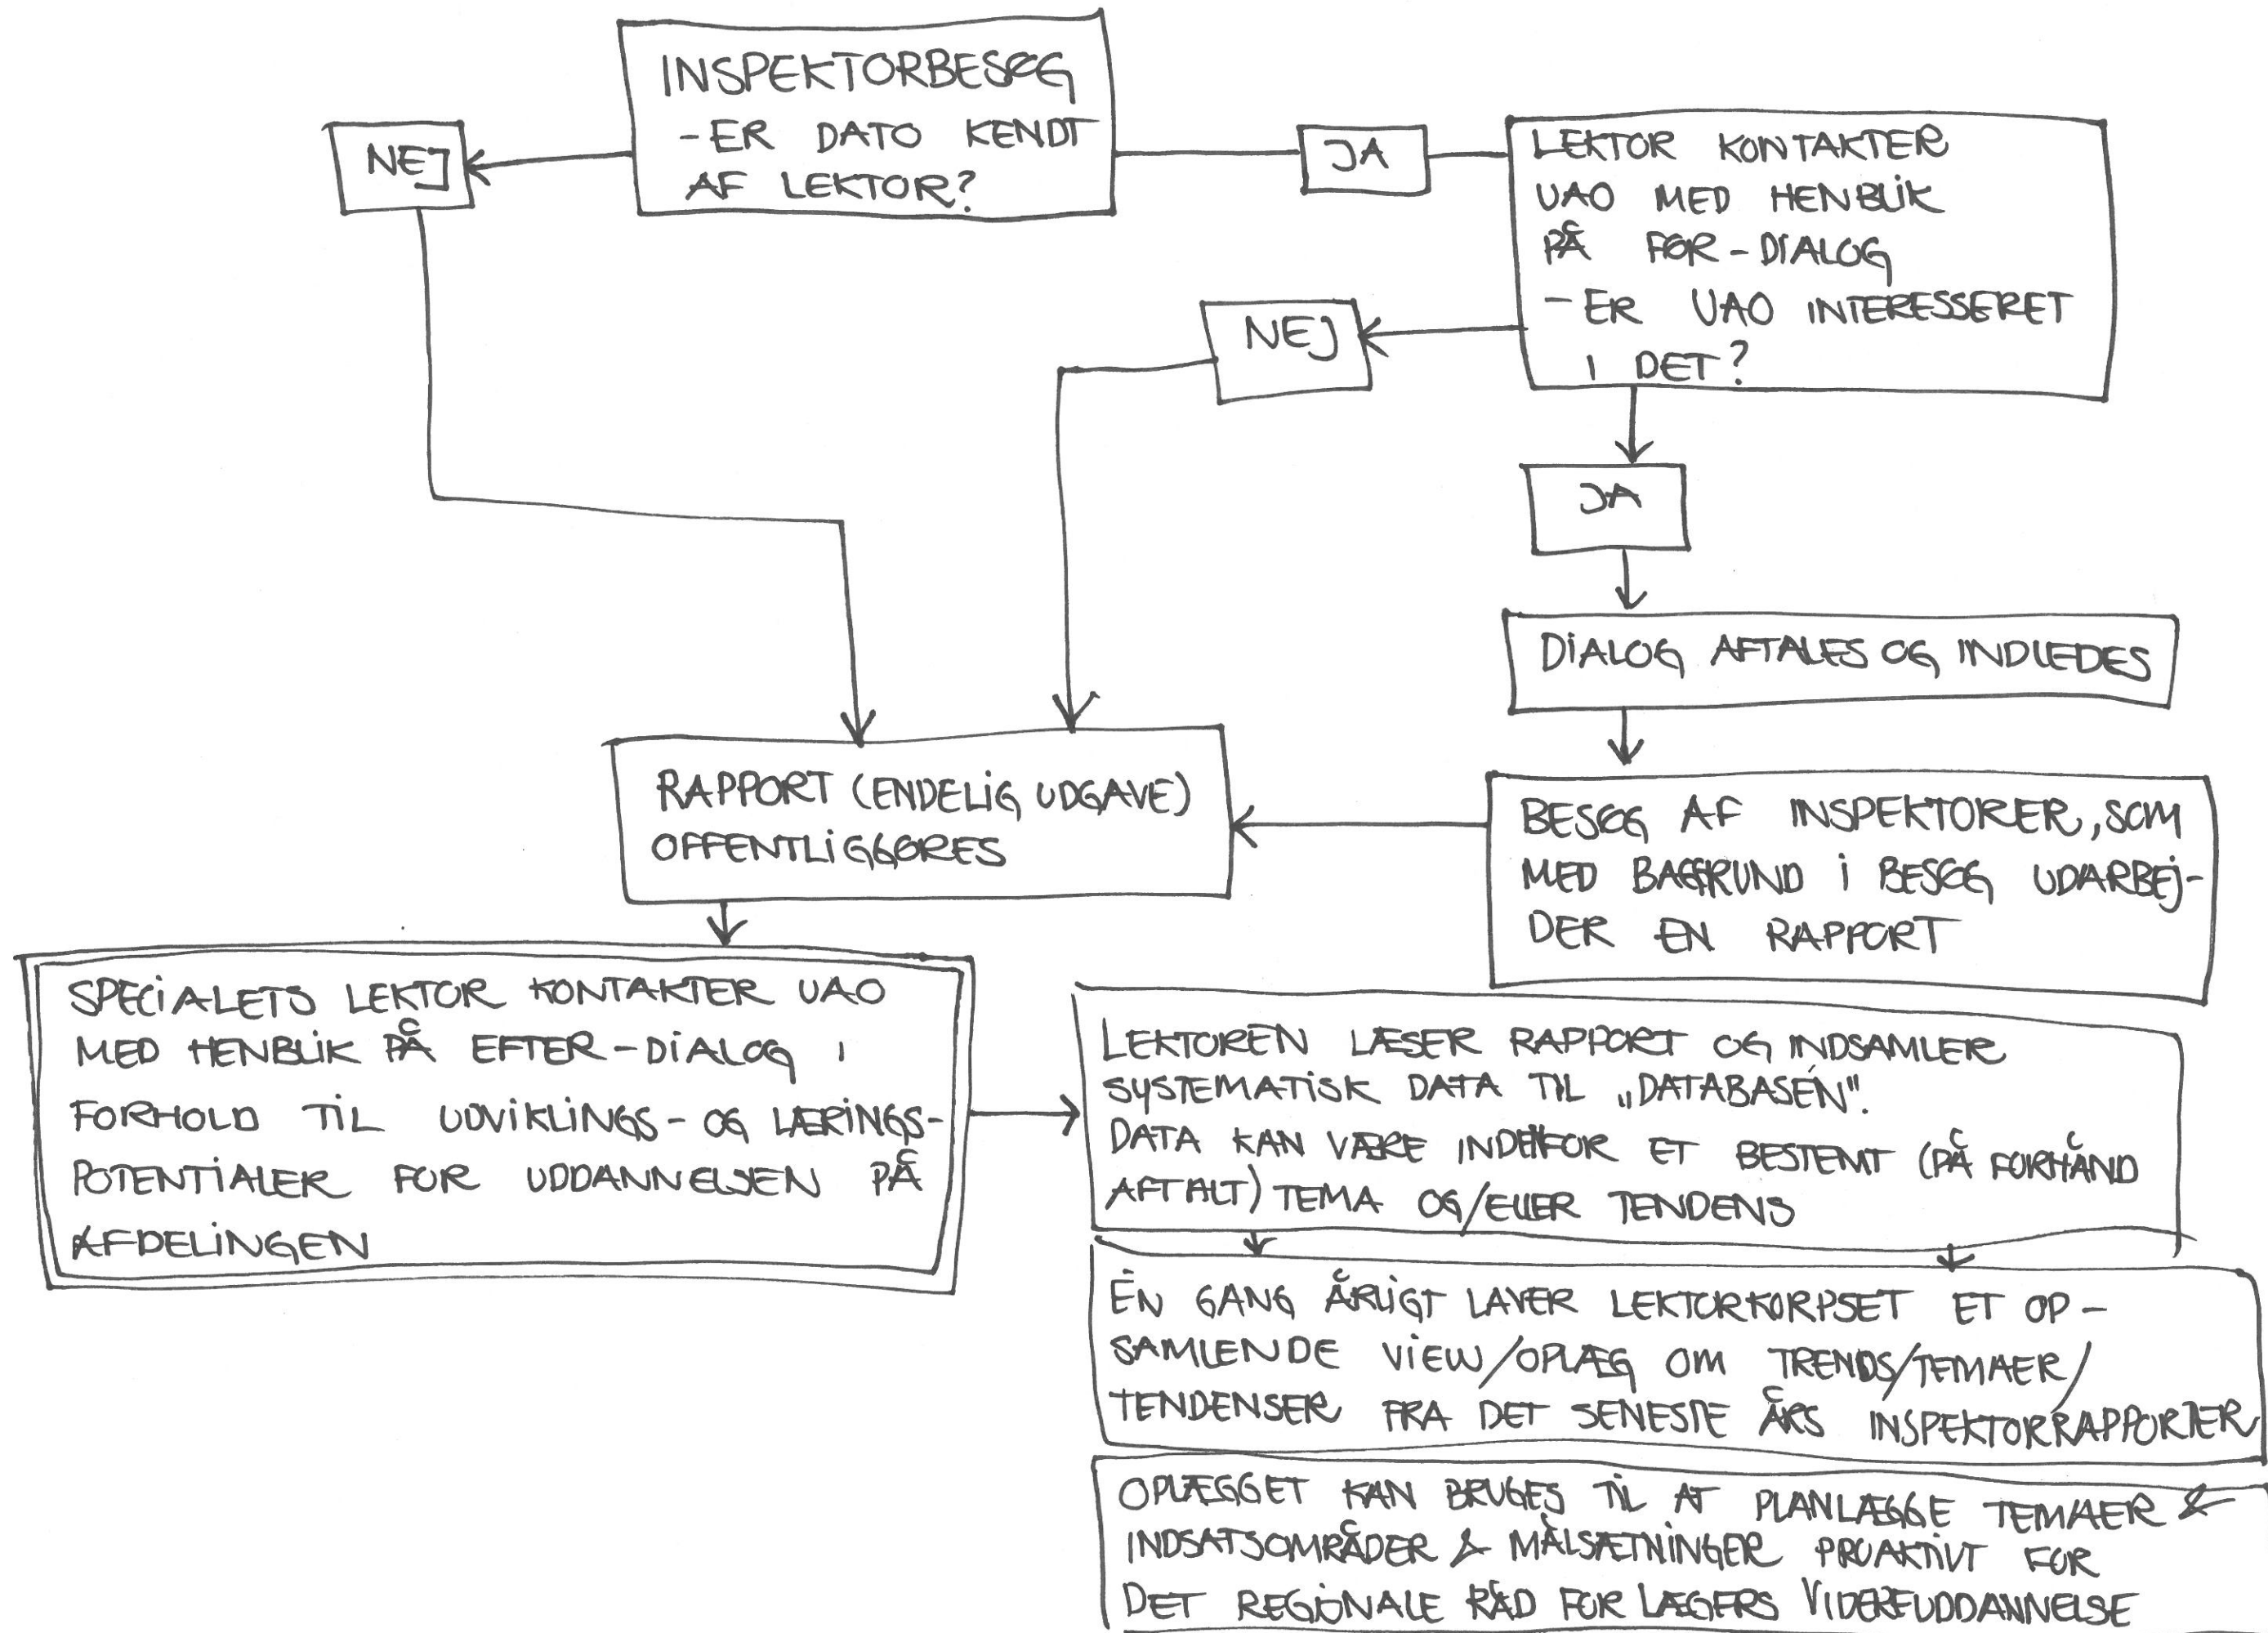 INSPEKTORBESØG
- ER DATO KENDT
AF LEKTOR?
NEJ
JA
LEKTOR KONTAKTER
UAO MED HENBLIK
PÅ FØR-DIALOG
- ER UAO INTERESSERET
I DET?
NEJ
JA
DIALOG AFTALES OG INDLEDES
BESØG AF INSPEKTORER, SOM
MED BAGGRUND I BESØG UDARBEJ-
DER EN RAPPORT
RAPPORT (ENDELIG UDGAVE)
OFFENTLIGGØRES
SPECIALETS LEKTOR KONTAKTER UAO
MED HENBLIK PÅ EFTER-DIALOG I
FORHOLD TIL UDVIKLINGS- OG LÆRINGS-
POTENTIALER FOR UDDANNELSEN PÅ
AFDELINGEN
LEKTOREN LÆSER RAPPORT OG INDSAMLER
SYSTEMATISK DATA TIL „DATABASEN".
DATA KAN VÆRE INDENFOR ET BESTEMT (PÅ FORHÅND
AFTALT) TEMA OG/ELLER TENDENS
ÉN GANG ÅRLIGT LAVER LEKTORKORPSET ET OP-
SAMLENDE VIEW/OPLÆG OM TRENDS/TEMAER/
TENDENSER FRA DET SENESTE ÅRS INSPEKTORRAPPORTER
OPLÆGGET KAN BRUGES TIL AT PLANLÆGGE TEMAER &
INDSATSOMRÅDER & MÅLSÆTNINGER PROAKTIVT FOR
DET REGIONALE RÅD FOR LÆGERS VIDEREUDDANNELSE